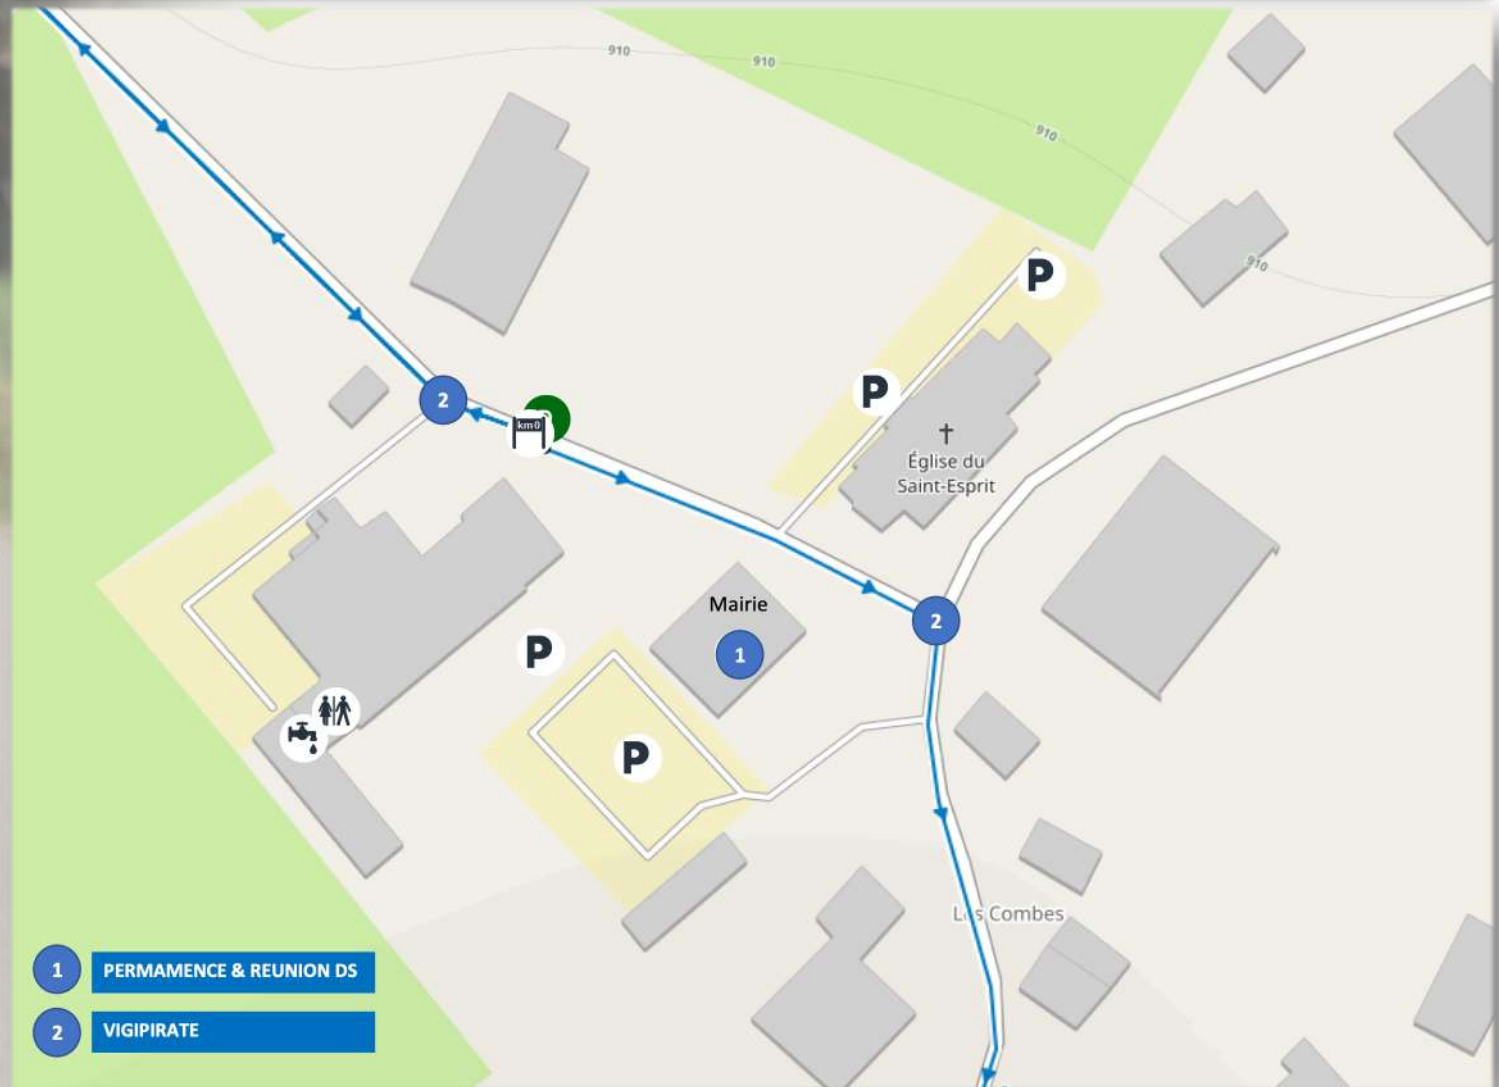 910
910
910
910
P
P
2
km0
Église du
Saint-Esprit
Mairie
2
P
1
P
Les Combes
1 PERMAMENCE & REUNION DS
2 VIGIPIRATE